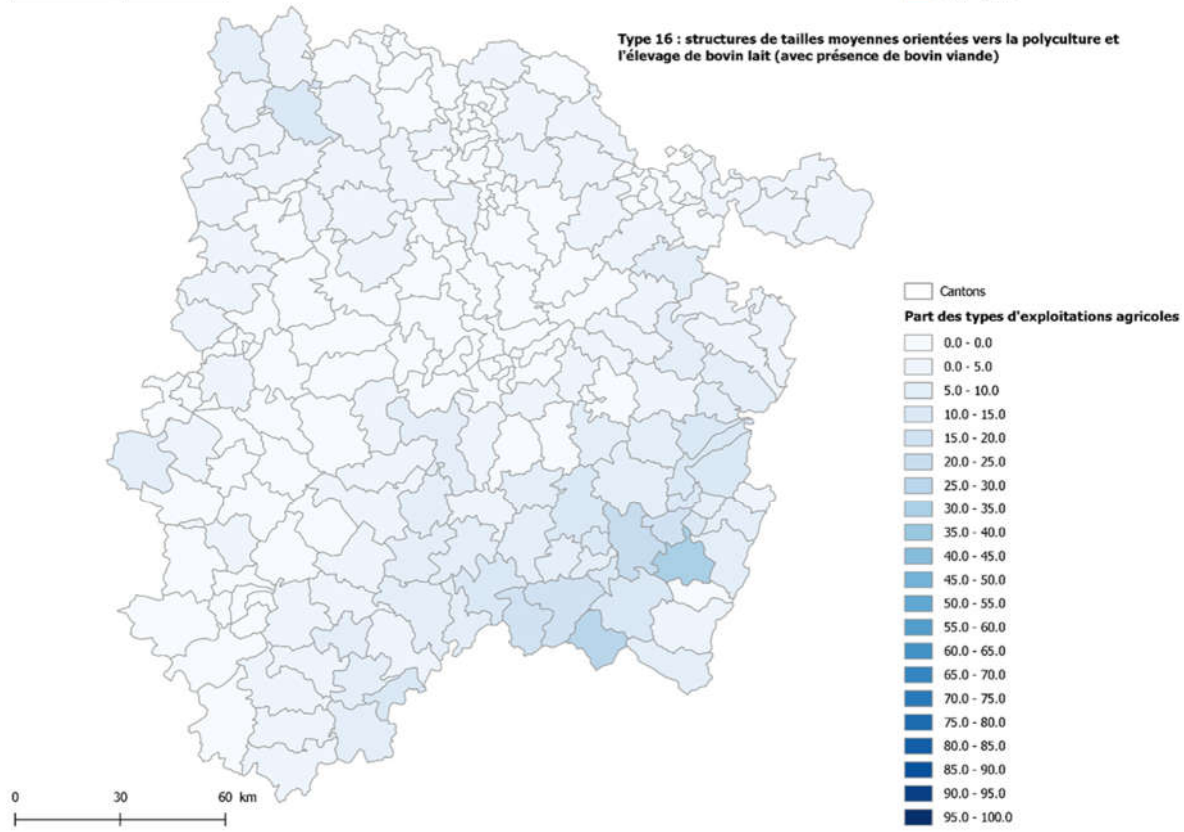 Type 16 : structures de tailles moyennes orientées vers la polyculture et
l'élevage de bovin lait (avec présence de bovin viande)
Cantons
Part des types d'exploitations agricoles
0.0 - 0.0
0.0 - 5.0
5.0 - 10.0
10.0 - 15.0
15.0 - 20.0
20.0 - 25.0
25.0 - 30.0
30.0 - 35.0
35.0 - 40.0
40.0 - 45.0
45.0 - 50.0
50.0 - 55.0
55.0 - 60.0
60.0 - 65.0
65.0 - 70.0
70.0 - 75.0
75.0 - 80.0
80.0 - 85.0
85.0 - 90.0
90.0 - 95.0
95.0 - 100.0
0 30 60 km